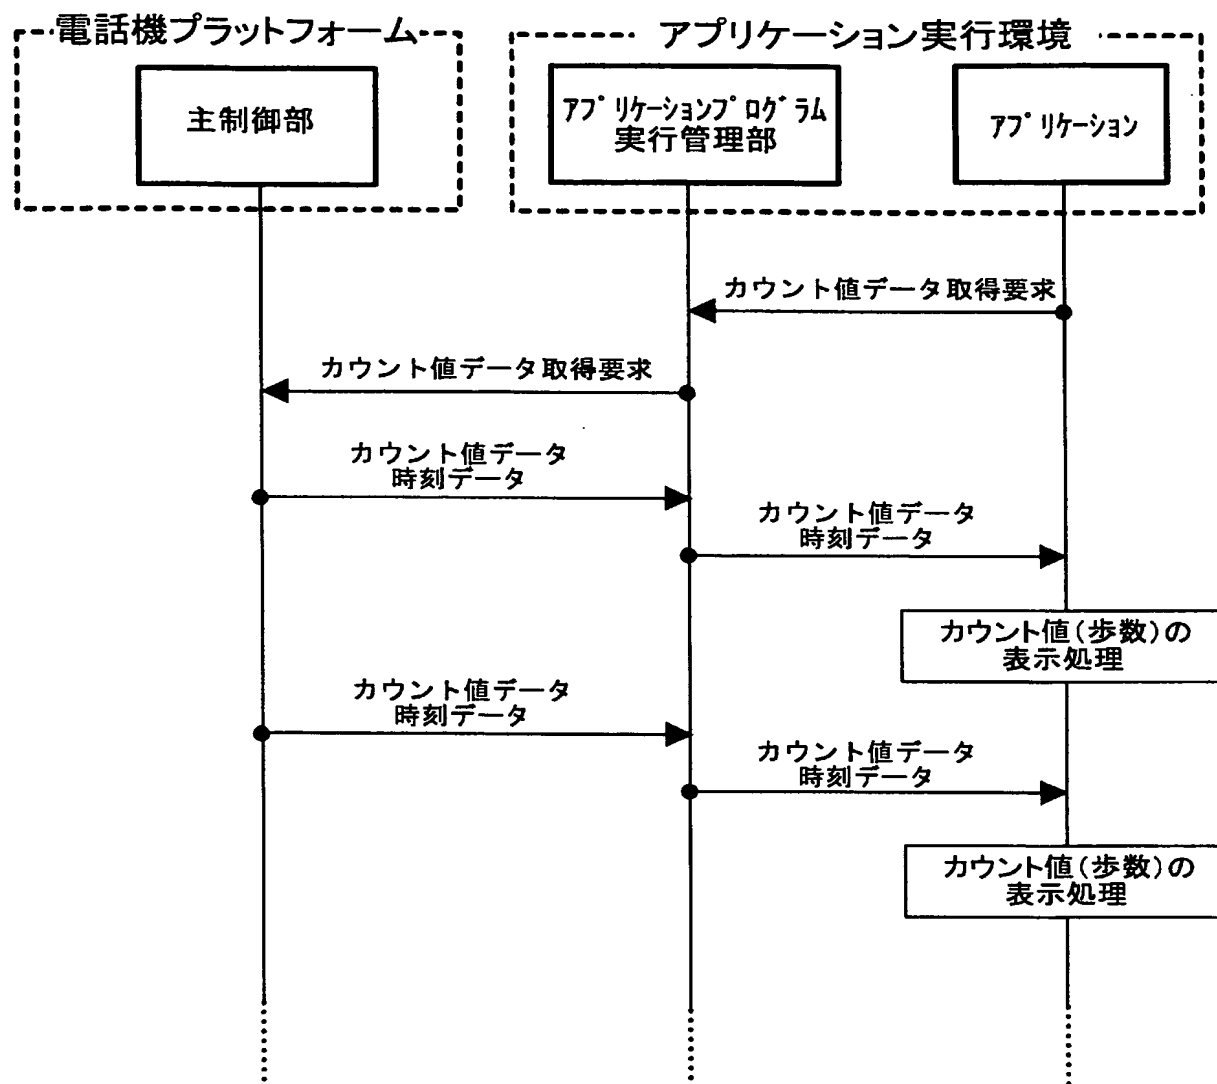 電話機プラットフォーム
アプリケーション実行環境
主制御部
アプリケーションプログラム
実行管理部
アプリケーション
カウント値データ取得要求
カウント値データ取得要求
カウント値データ
時刻データ
カウント値データ
時刻データ
カウント値(歩数)の
表示処理
カウント値データ
時刻データ
カウント値データ
時刻データ
カウント値(歩数)の
表示処理